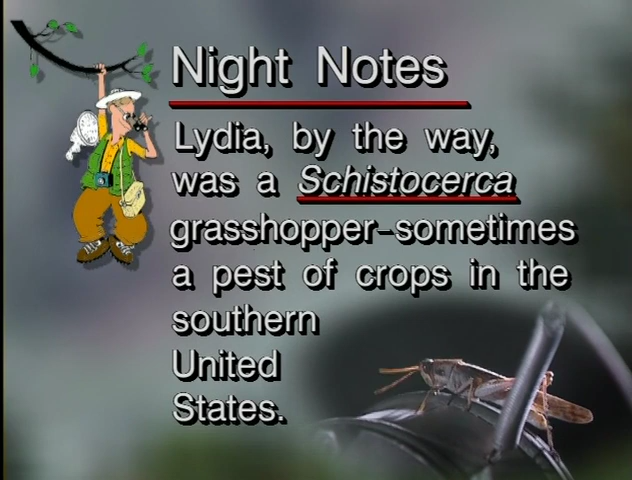 Night Notes
Lydia, by the way,
was a Schistocerca
grasshopper-sometimes
a pest of crops in the
southern
United
States.